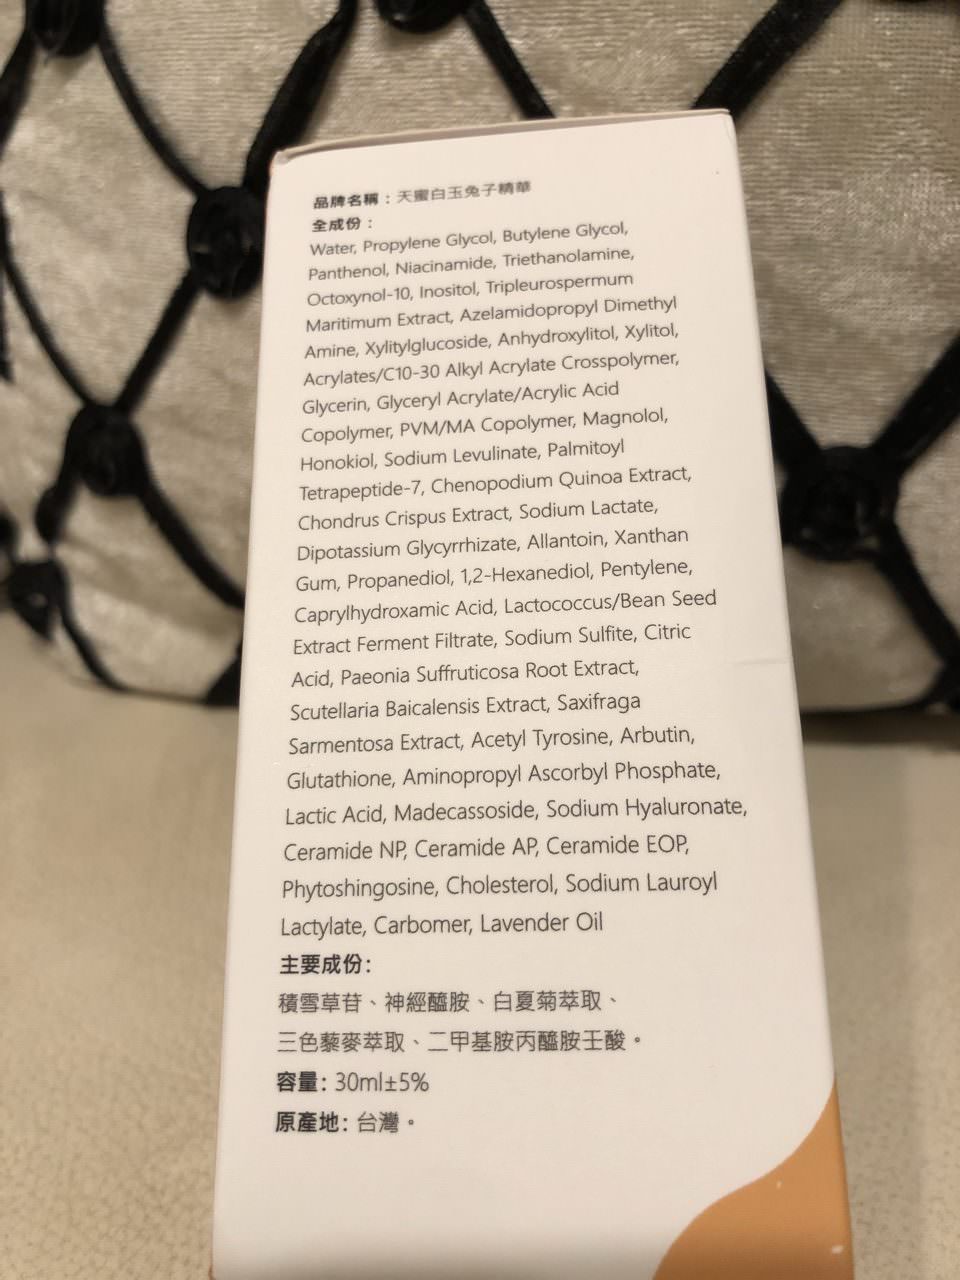 品牌名稱：天蜜白玉兔子精華
全成份：
Water, Propylene Glycol, Butylene Glycol,
Panthenol, Niacinamide, Triethanolamine,
Octoxynol-10, Inositol, Tripleurospermum
Maritimum Extract, Azelamidopropyl Dimethyl
Amine, Xylitylglucoside, Anhydroxylitol, Xylitol,
Acrylates/C10-30 Alkyl Acrylate Crosspolymer,
Glycerin, Glyceryl Acrylate/Acrylic Acid
Copolymer, PVM/MA Copolymer, Magnolol,
Honokiol, Sodium Levulinate, Palmitoyl
Tetrapeptide-7, Chenopodium Quinoa Extract,
Chondrus Crispus Extract, Sodium Lactate,
Dipotassium Glycyrrhizate, Allantoin, Xanthan
Gum, Propanediol, 1,2-Hexanediol, Pentylene,
Caprylhydroxamic Acid, Lactococcus/Bean Seed
Extract Ferment Filtrate, Sodium Sulfite, Citric
Acid, Paeonia Suffruticosa Root Extract,
Scutellaria Baicalensis Extract, Saxifraga
Sarmentosa Extract, Acetyl Tyrosine, Arbutin,
Glutathione, Aminopropyl Ascorbyl Phosphate,
Lactic Acid, Madecassoside, Sodium Hyaluronate,
Ceramide NP, Ceramide AP, Ceramide EOP,
Phytoshingosine, Cholesterol, Sodium Lauroyl
Lactylate, Carbomer, Lavender Oil
主要成份：
積雪草苷、神經醯胺、白夏菊萃取、
三色藜麥萃取、二甲基胺丙醯胺壬酸。
容量：30ml±5%
原產地：台灣。